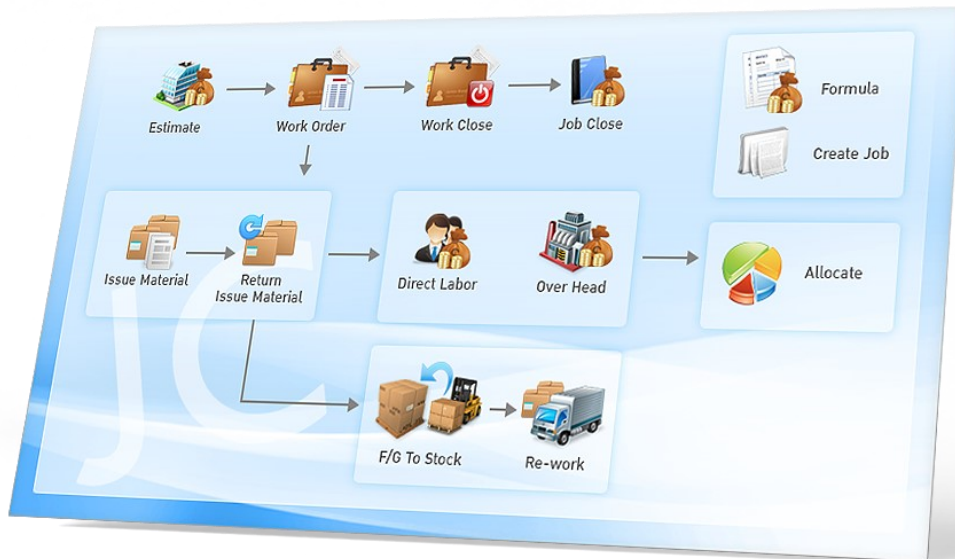 Estimate
Work Order
Work Close
Job Close
Formula
Create Job
Issue Material
Return
Issue Material
Direct Labor
Over Head
Allocate
JC
F/G To Stock
Re-work